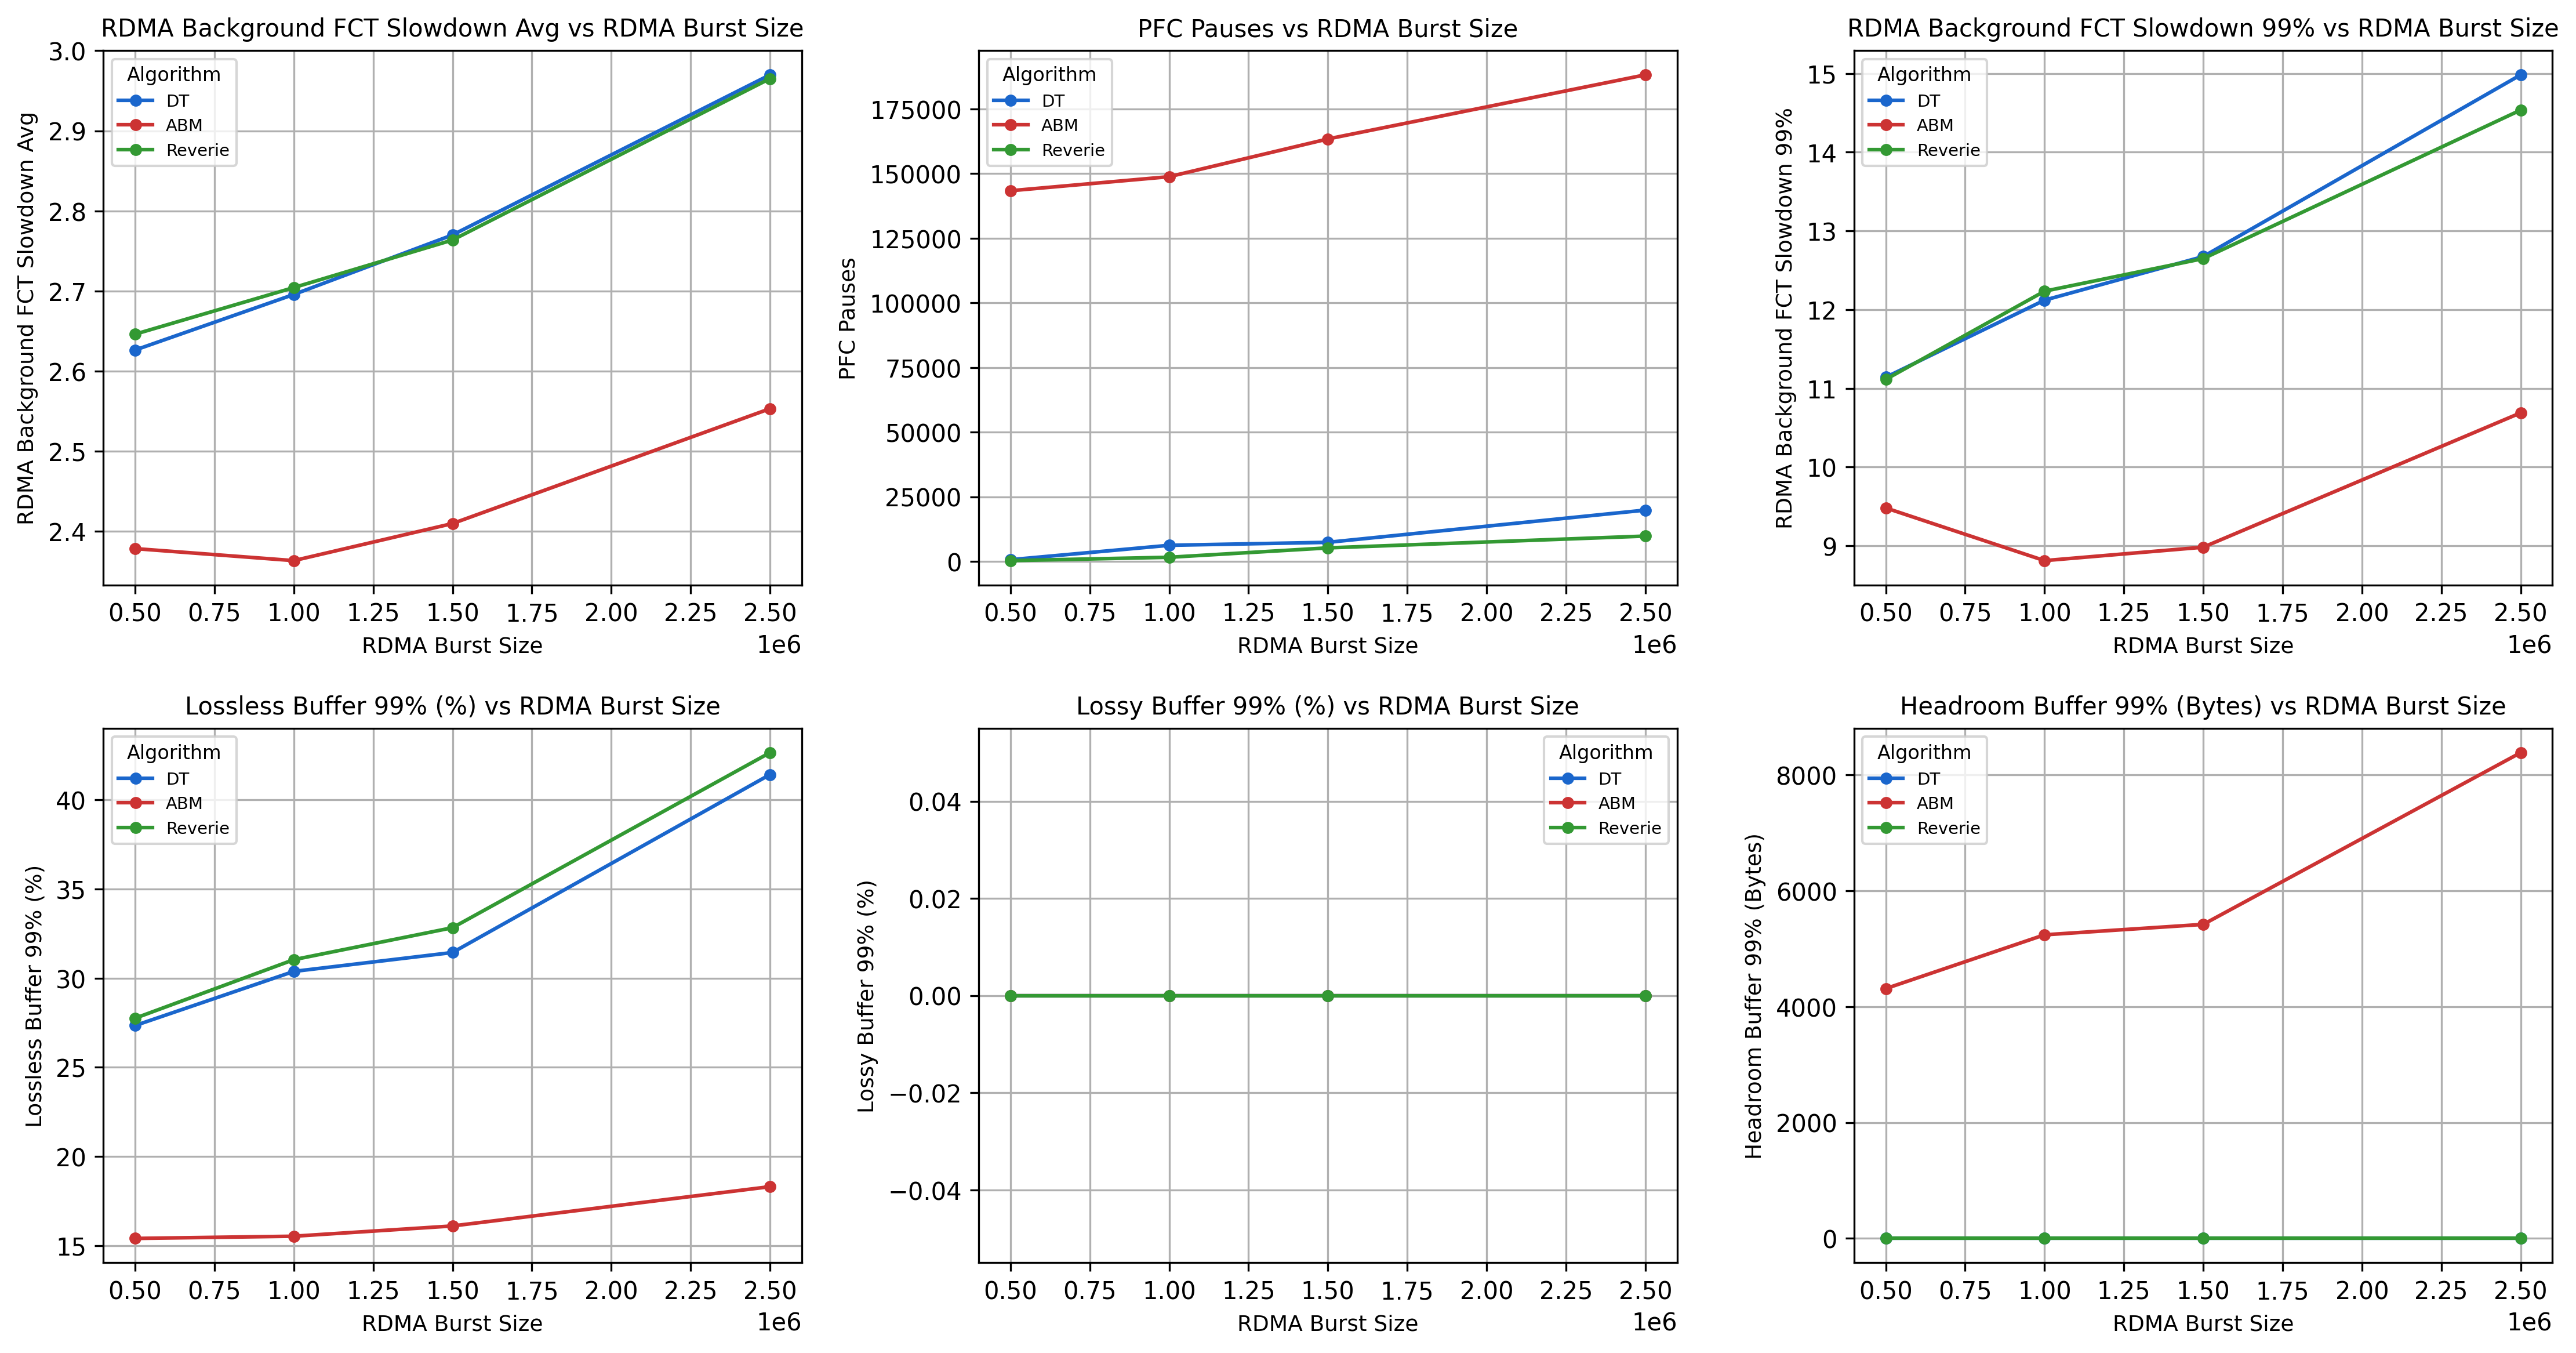 RDMA Background FCT Slowdown Avg vs RDMA Burst Size
RDMA Background FCT Slowdown Avg
3.0
2.9
2.8
2.7
2.6
2.5
2.4
Algorithm
DT
ABM
Reverie
0.50 0.75 1.00 1.25 1.50 1.75 2.00 2.25 2.50
RDMA Burst Size
1e6
PFC Pauses vs RDMA Burst Size
PFC Pauses
175000
150000
125000
100000
75000
50000
25000
0
Algorithm
DT
ABM
Reverie
0.50 0.75 1.00 1.25 1.50 1.75 2.00 2.25 2.50
RDMA Burst Size
1e6
RDMA Background FCT Slowdown 99% vs RDMA Burst Size
RDMA Background FCT Slowdown 99%
15
14
13
12
11
10
9
Algorithm
DT
ABM
Reverie
0.50 0.75 1.00 1.25 1.50 1.75 2.00 2.25 2.50
RDMA Burst Size
1e6
Lossless Buffer 99% (%) vs RDMA Burst Size
Lossless Buffer 99% (%)
40
35
30
25
20
15
Algorithm
DT
ABM
Reverie
0.50 0.75 1.00 1.25 1.50 1.75 2.00 2.25 2.50
RDMA Burst Size
1e6
Lossy Buffer 99% (%) vs RDMA Burst Size
Lossy Buffer 99% (%)
0.04
0.02
0.00
−0.02
−0.04
Algorithm
DT
ABM
Reverie
0.50 0.75 1.00 1.25 1.50 1.75 2.00 2.25 2.50
RDMA Burst Size
1e6
Headroom Buffer 99% (Bytes) vs RDMA Burst Size
Headroom Buffer 99% (Bytes)
8000
6000
4000
2000
0
Algorithm
DT
ABM
Reverie
0.50 0.75 1.00 1.25 1.50 1.75 2.00 2.25 2.50
RDMA Burst Size
1e6